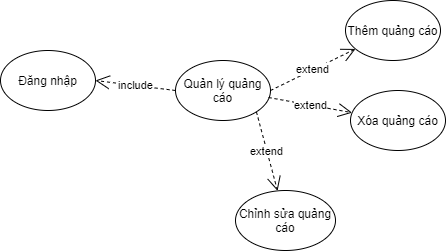 Thêm quảng cáo
extend
Đăng nhập
include
Quản lý quảng
cáo
extend
Xóa quảng cáo
extend
Chỉnh sửa quảng
cáo